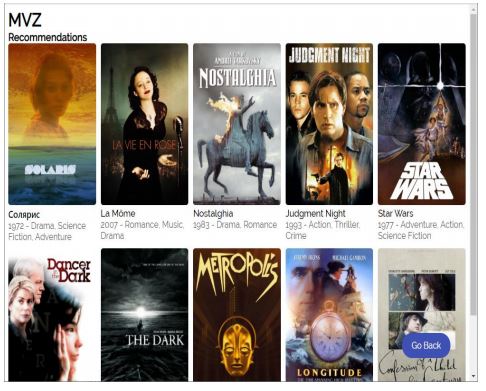 MVZ
Recommendations
SOLARIS
LA VIE EN ROSE
A FILM BY
ANDREI TARKOVSKY
NOSTALGHIA
JUDGMENT NIGHT
STAR
WARS
Солярис
1972 - Drama, Science
Fiction, Adventure
La Môme
2007 - Romance, Music,
Drama
Nostalghia
1983 - Drama, Romance
Judgment Night
1993 - Action, Thriller,
Crime
Star Wars
1977 - Adventure, Action,
Science Fiction
Dancer
in the
Dark
THE DARK
METROPOLIS
JEREMY IRONS
MICHAEL GAMBON
LONGITUDE
Go Back
Confession of a Child